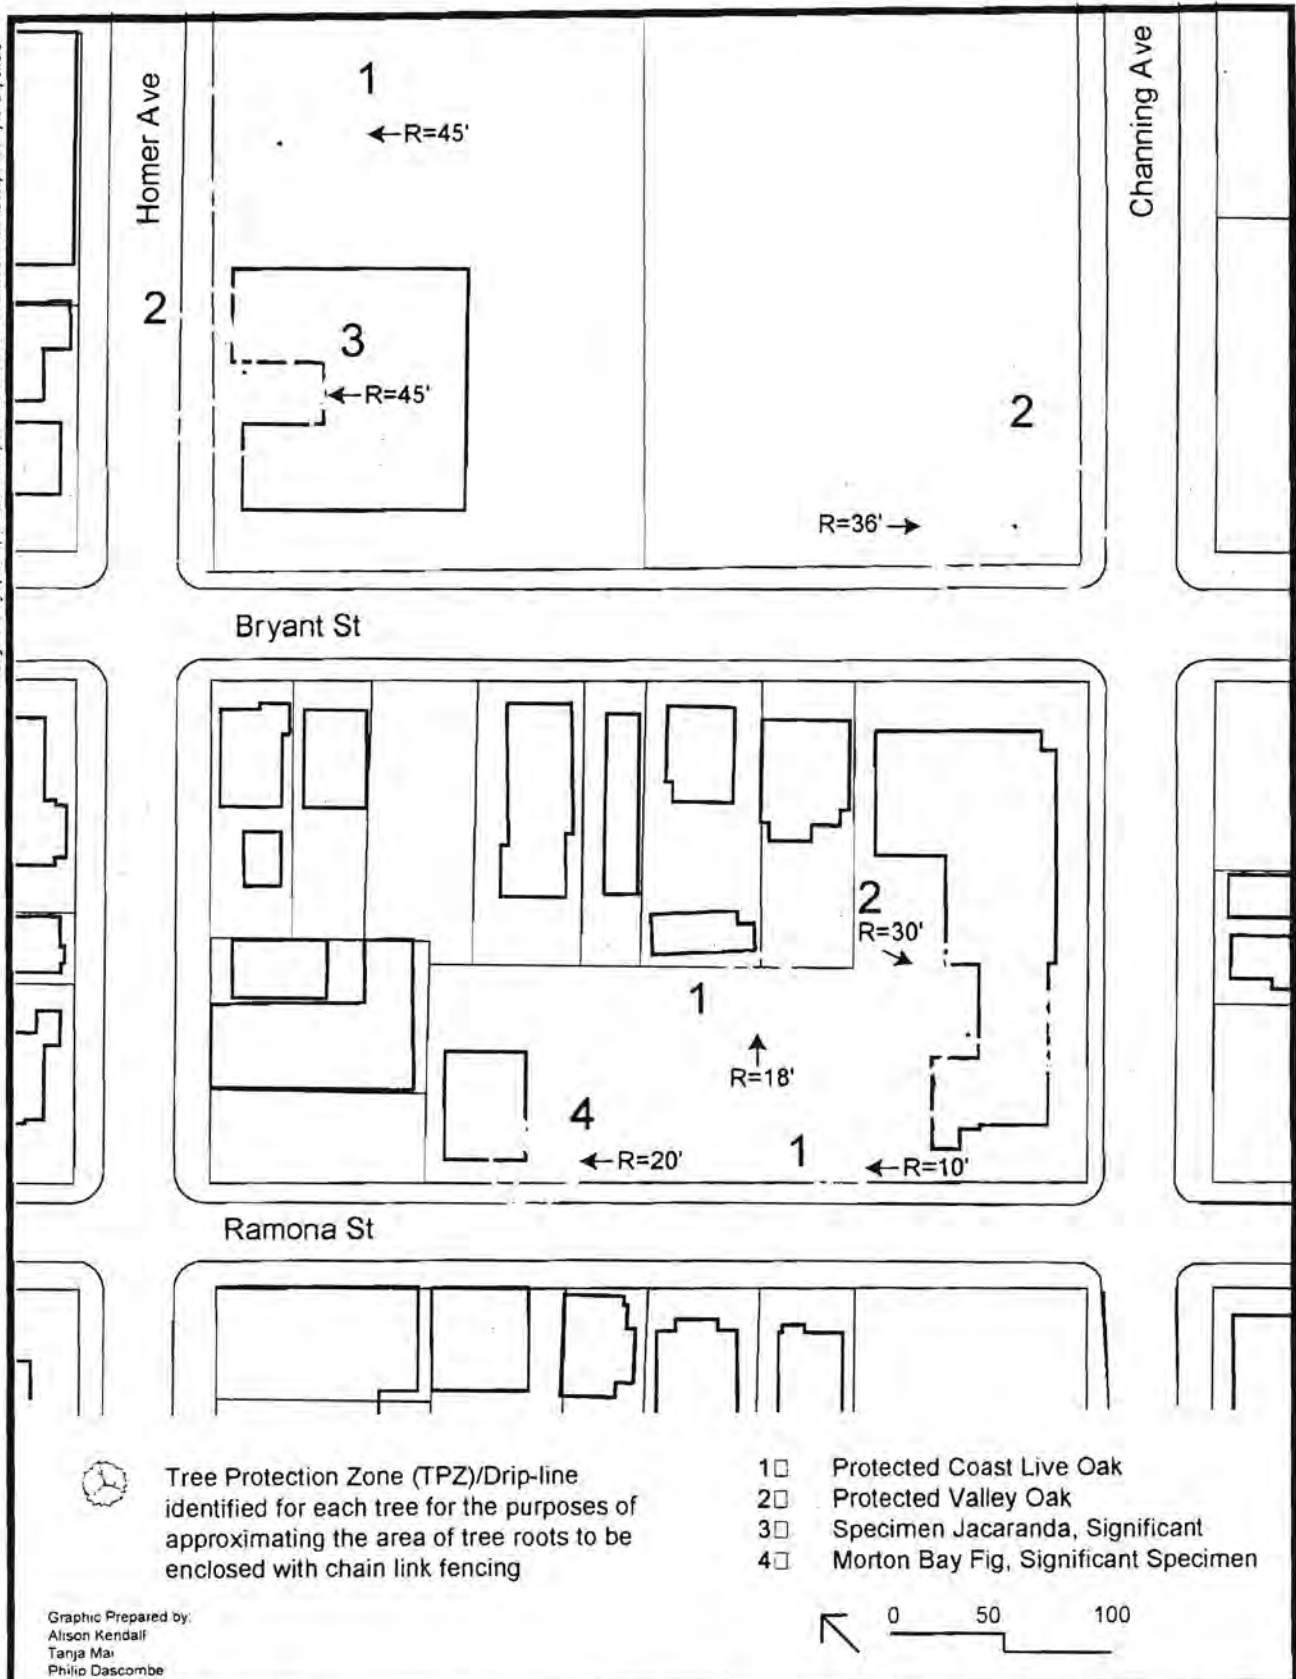 Homer Ave
Channing Ave
1
←R=45'
2
3
←R=45'
2
R=36'→
Bryant St
2
R=30'
1
R=18'
4
←R=20'
1
←R=10'
Ramona St
Tree Protection Zone (TPZ)/Drip-line
identified for each tree for the purposes of
approximating the area of tree roots to be
enclosed with chain link fencing
1□ Protected Coast Live Oak
2□ Protected Valley Oak
3□ Specimen Jacaranda, Significant
4□ Morton Bay Fig, Significant Specimen
0 50 100
Graphic Prepared by:
Alison Kendall
Tanja Mai
Philip Dascombe